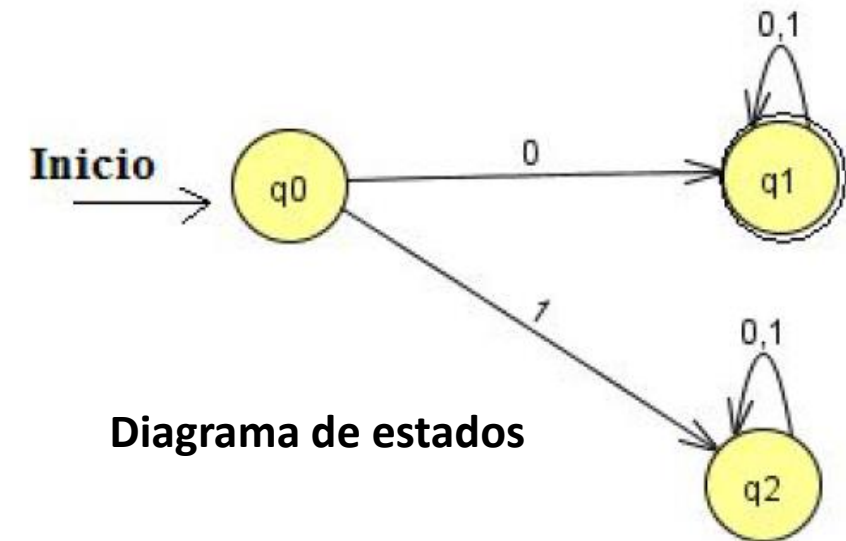 0,1
Inicio
0
q0
q1
1
0,1
Diagrama de estados
q2